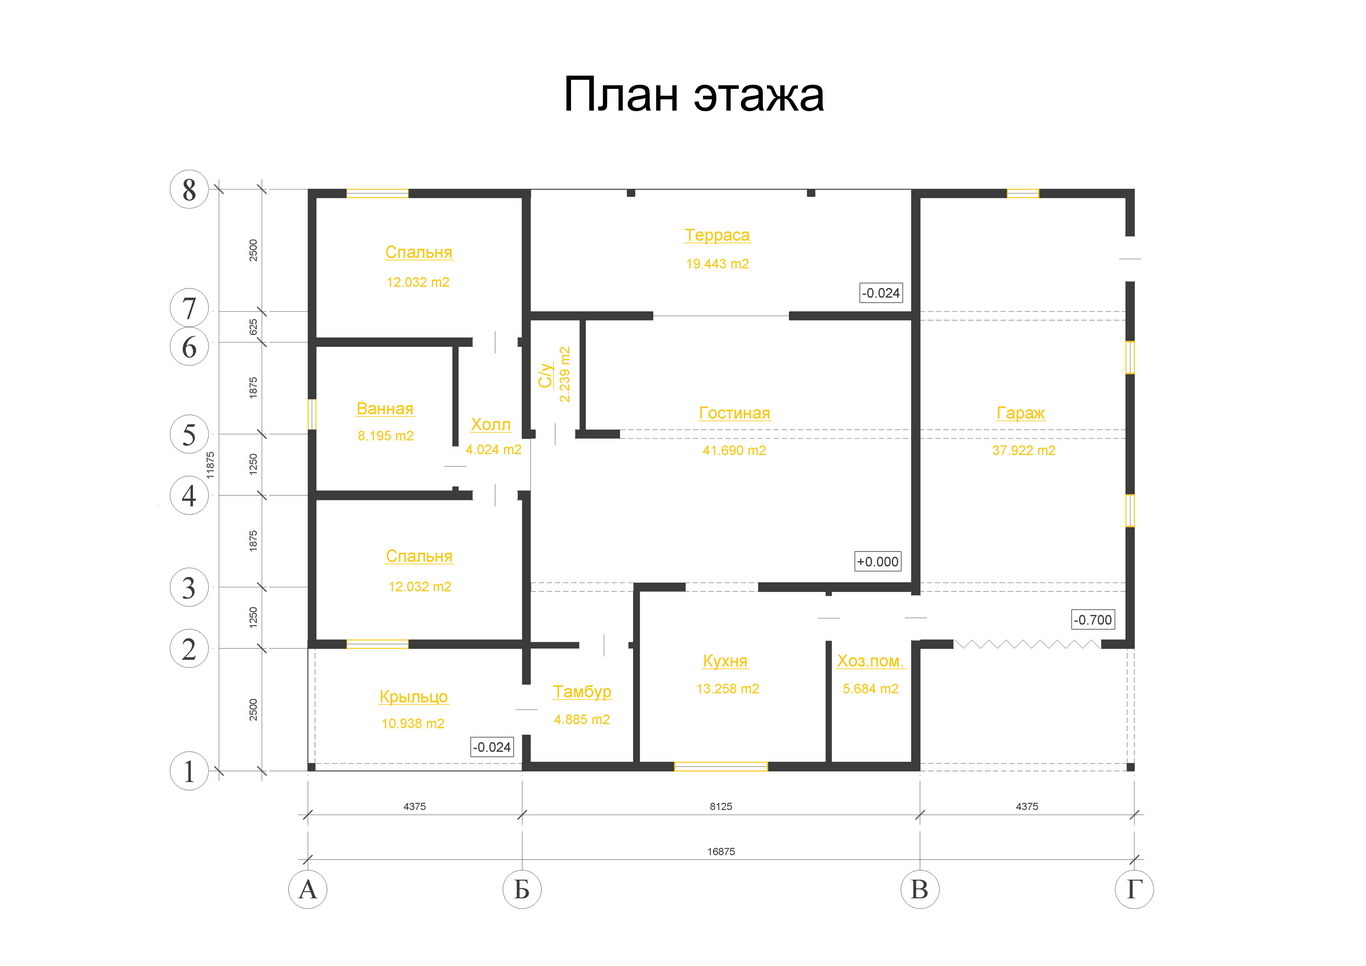 План этажа
8
7
6
5
4
3
2
1
2500
625
1875
1250
1875
1250
2500
11875
Спальня
12.032 m2
Терраса
19.443 m2
-0.024
Ванная
8.195 m2
Холл
4.024 m2
С/у
2.239 m2
Гостиная
41.690 m2
+0.000
Гараж
37.922 m2
-0.700
Спальня
12.032 m2
Крыльцо
10.938 m2
-0.024
Тамбур
4.885 m2
Кухня
13.258 m2
Хоз.пом.
5.684 m2
4375
8125
4375
16875
А
Б
В
Г